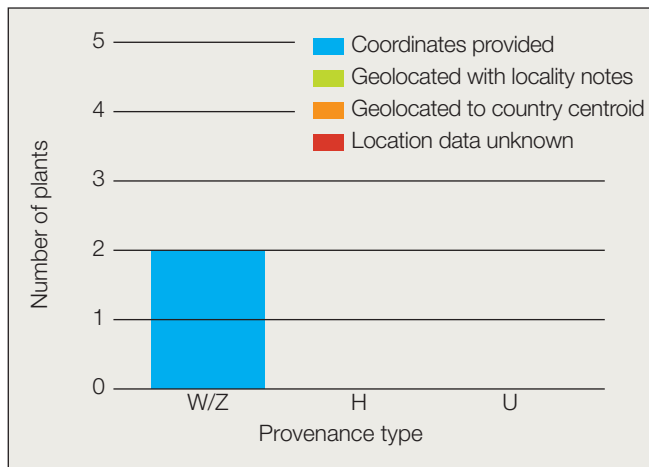 5
4
3
2
1
0
Number of plants
Coordinates provided
Geolocated with locality notes
Geolocated to country centroid
Location data unknown
W/Z H U
Provenance type